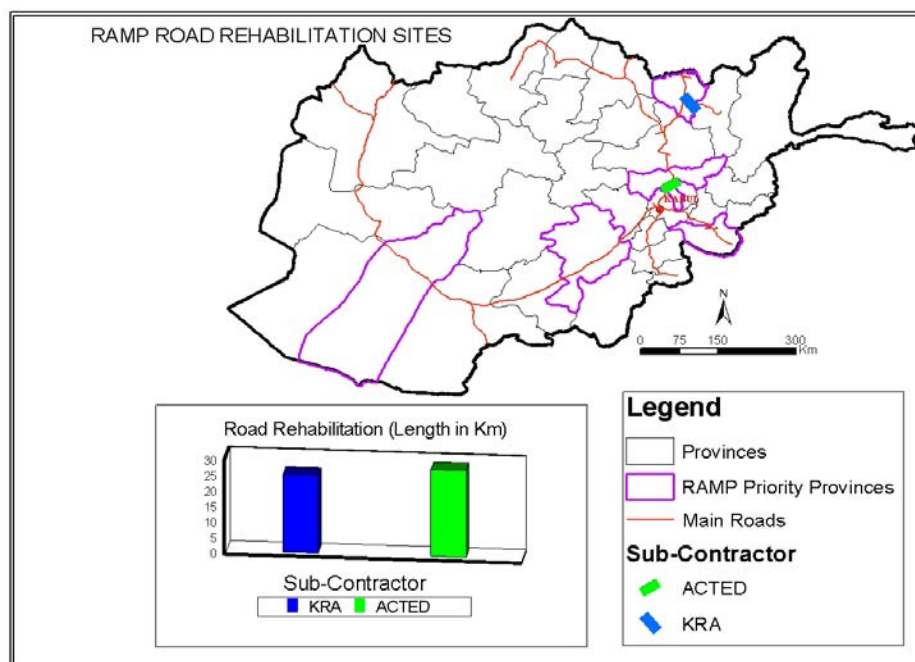 RAMP ROAD REHABILITATION SITES
KABUL
N
0 75 150 300
Km
Road Rehabilitation (Length in Km)
30
25
20
15
10
5
0
Sub-Contractor
KRA ACTED
Legend
Provinces
RAMP Priority Provinces
Main Roads
Sub-Contractor
ACTED
KRA